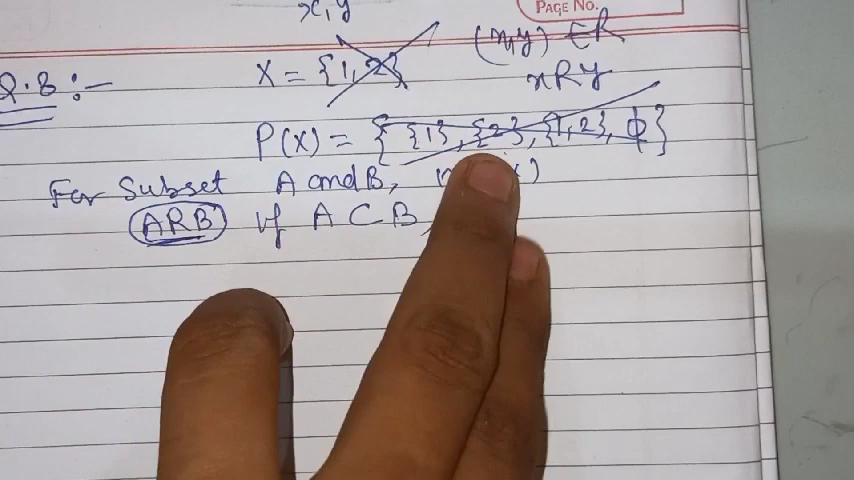 x, y
PAGE NO.
Q.8 :-
X = {1, 2}
(x,y) ∈ R
xRy
P(X) = { {1}, {2}, {1,2}, ϕ }
For Subset A and B,
ARB if A ⊂ B,